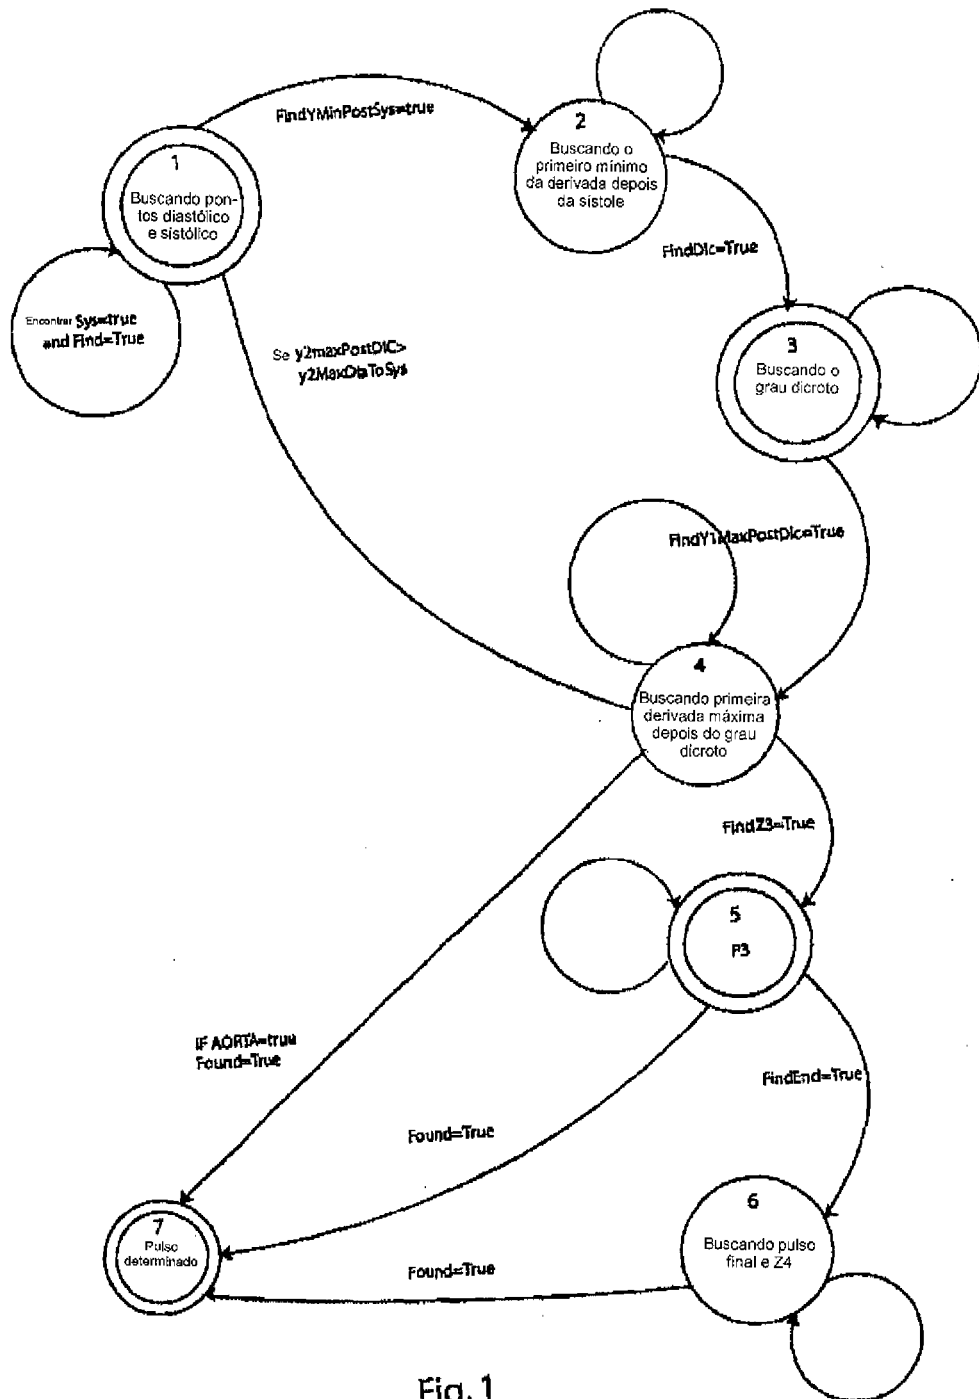 FindYMinPostSys=true
1
Buscando pon-
tos diastólico
e sistólico
2
Buscando o
primeiro mínimo
da derivada depois
da sístole
FindDic=True
Encontrar Sys=true
and Find=True
Se y2maxPostDIC>
y2MaxDiaToSys
3
Buscando o
grau dicroto
FindY1MaxPostDic=True
4
Buscando primeira
derivada máxima
depois do grau
dicroto
FindZ3=True
5
P3
IF AORTA=true
Found=True
FindEnd=True
Found=True
6
Buscando pulso
final e Z4
7
Pulso
determinado
Found=True
Fig. 1